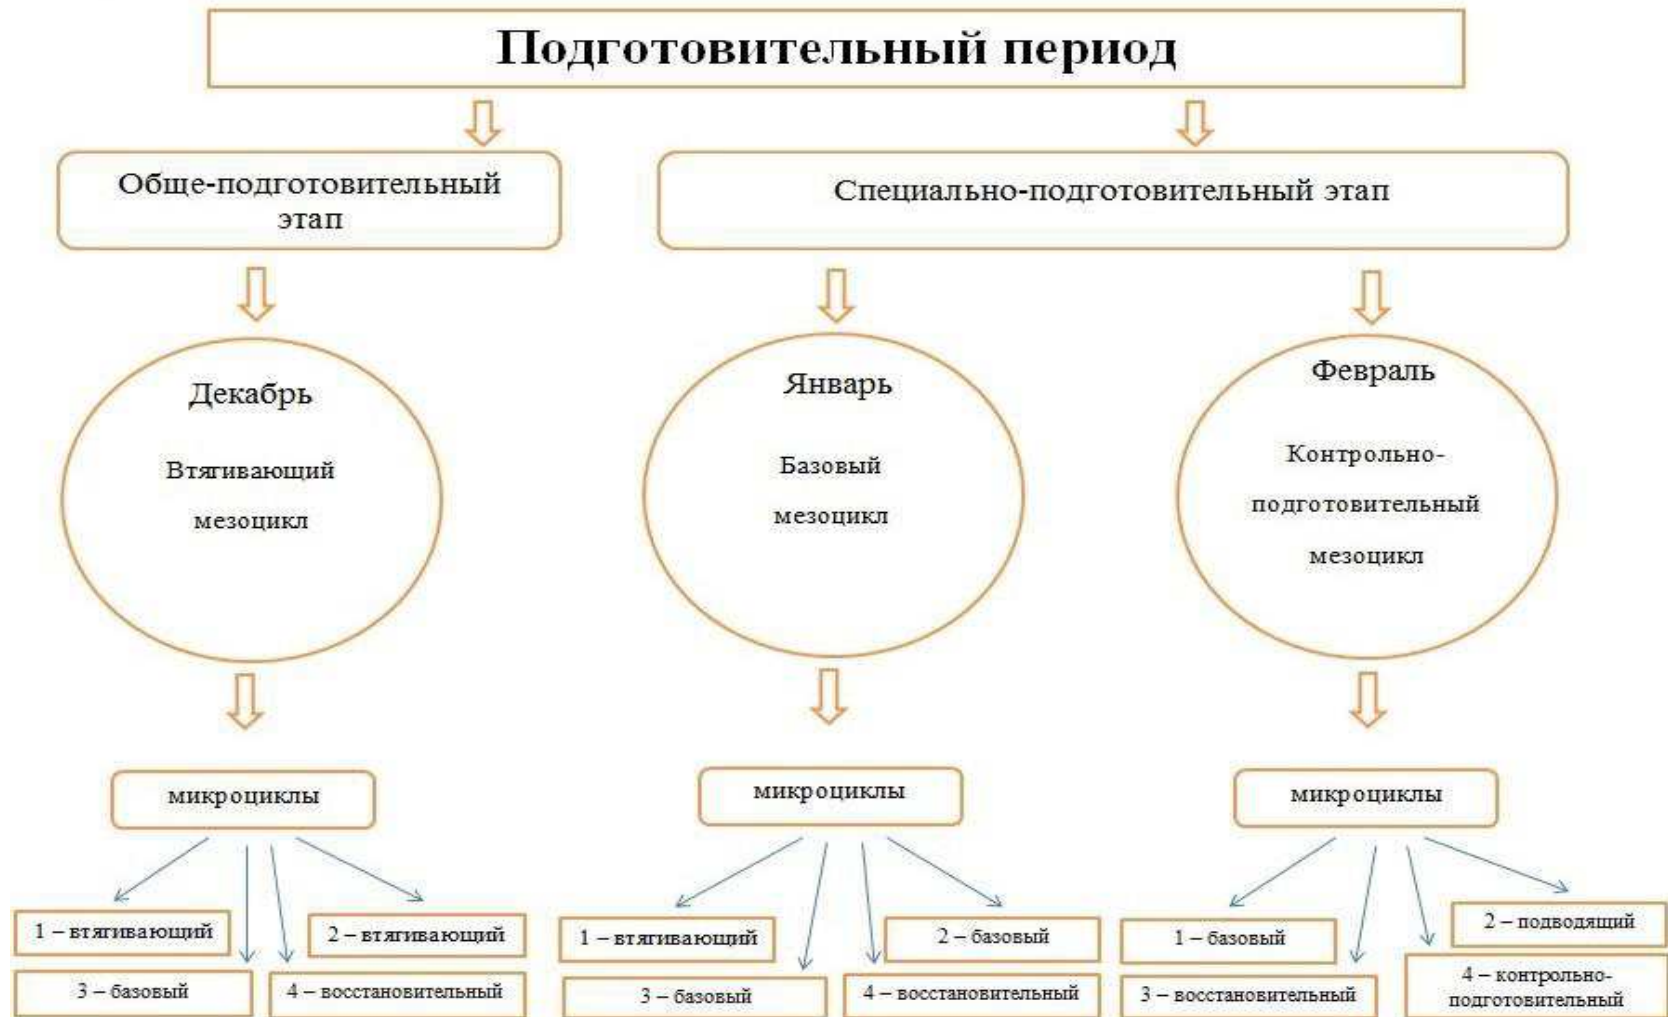 Подготовительный период
Обще-подготовительный
этап
Специально-подготовительный этап
Декабрь
Втягивающий
мезоцикл
Январь
Базовый
мезоцикл
Февраль
Контрольно-
подготовительный
мезоцикл
микроциклы
микроциклы
микроциклы
1 – втягивающий
2 – втягивающий
3 – базовый
4 – восстановительный
1 – втягивающий
2 – базовый
3 – базовый
4 – восстановительный
1 – базовый
2 – подводящий
3 – восстановительный
4 – контрольно-
подготовительный